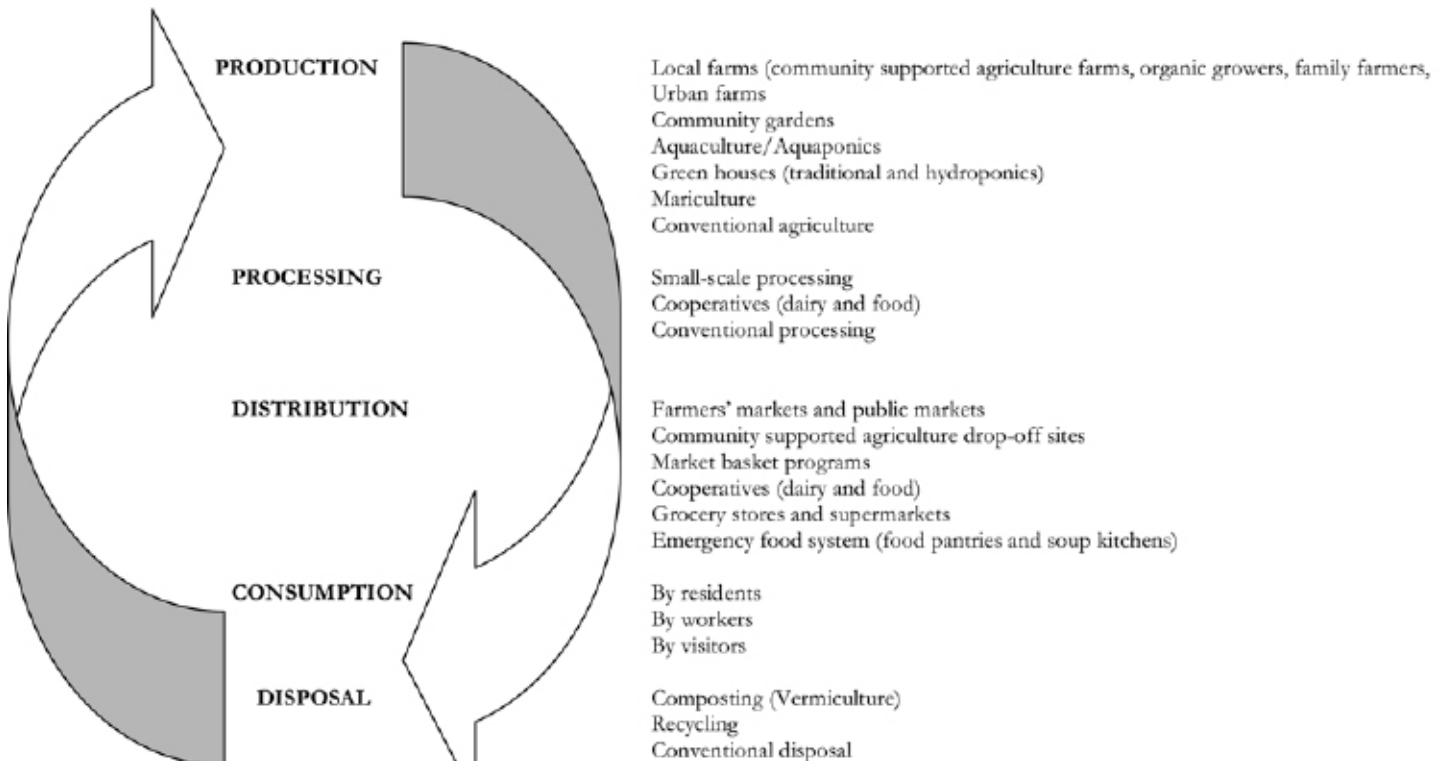 PRODUCTION
Local farms (community supported agriculture farms, organic growers, family farmers,
Urban farms
Community gardens
Aquaculture/Aquaponics
Green houses (traditional and hydroponics)
Mariculture
Conventional agriculture
PROCESSING
Small-scale processing
Cooperatives (dairy and food)
Conventional processing
DISTRIBUTION
Farmers’ markets and public markets
Community supported agriculture drop-off sites
Market basket programs
Cooperatives (dairy and food)
Grocery stores and supermarkets
Emergency food system (food pantries and soup kitchens)
CONSUMPTION
By residents
By workers
By visitors
DISPOSAL
Composting (Vermiculture)
Recycling
Conventional disposal